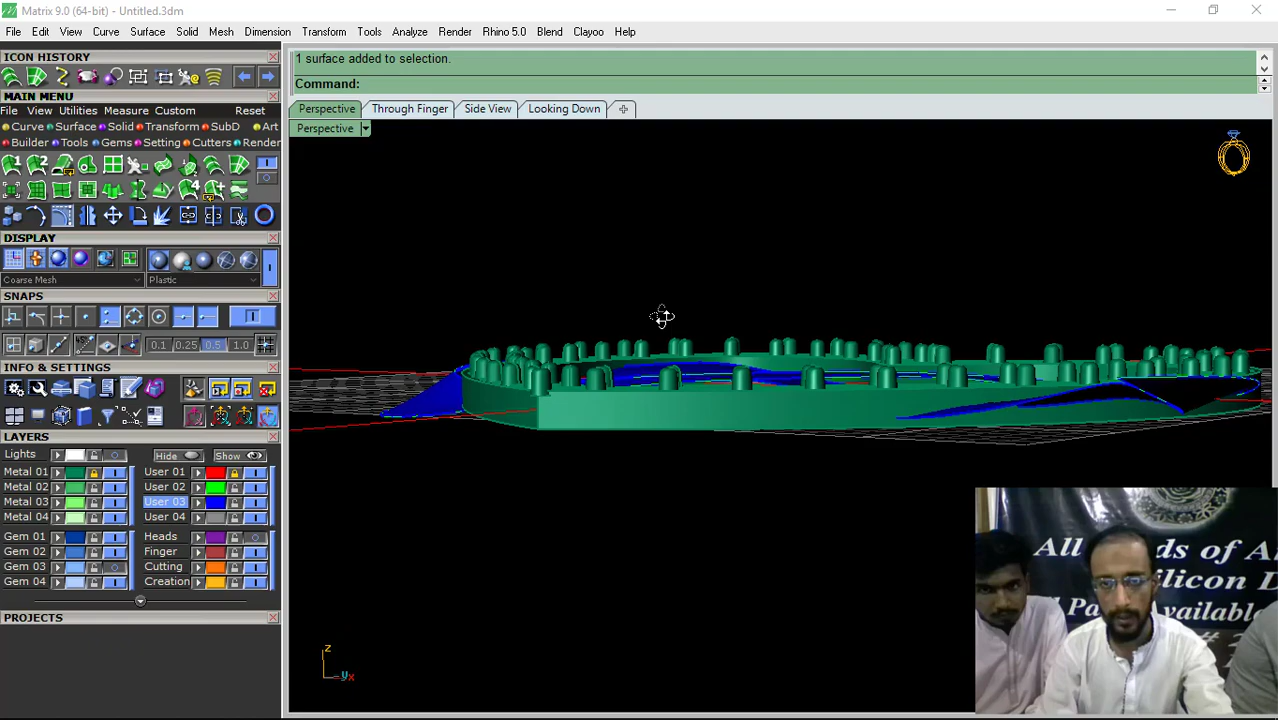 Matrix 9.0 (64-bit) - Untitled.3dm
File Edit View Curve Surface Solid Mesh Dimension Transform Tools Analyze Render Rhino 5.0 Blend Clayoo Help
ICON HISTORY
1 surface added to selection.
Command:
MAIN MENU
File View Utilities Measure Custom Reset
Perspective Through Finger Side View Looking Down
Curve Surface Solid Transform SubD Art
Perspective
Builder Tools Gems Setting Cutters Render
DISPLAY
Coarse Mesh Plastic
SNAPS
0.1 0.25 0.5 1.0
INFO & SETTINGS
LAYERS
Lights Hide Show
Metal 01 User 01
Metal 02 User 02
Metal 03 User 03
Metal 04 User 04
Gem 01 Heads
Gem 02 Finger
Gem 03 Cutting
Gem 04 Creation
PROJECTS
All ds of A
ilicon D
Pa Available
#
z
y x